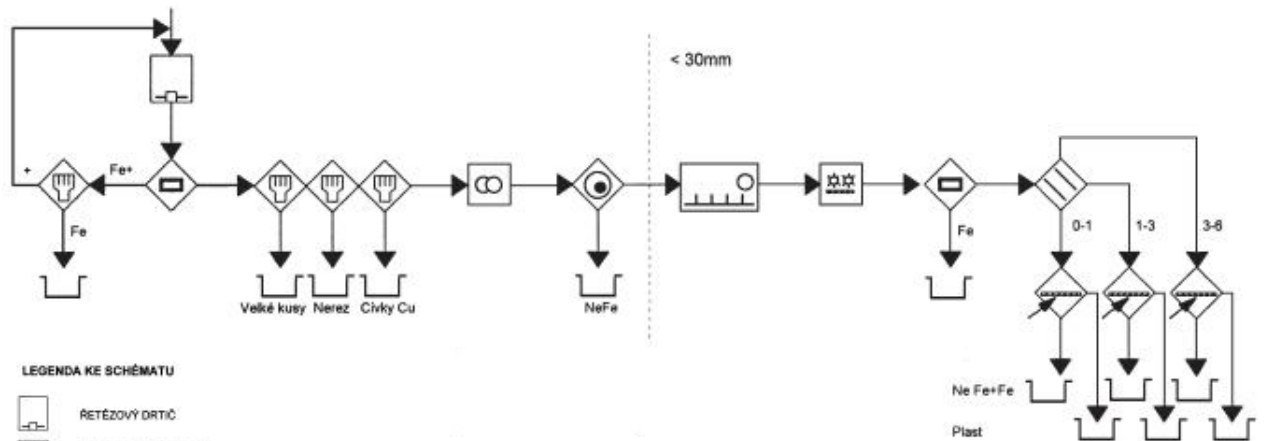 < 30mm
+
Fe+
Fe
Fe
0-1
1-3
3-6
Velké kusy
Nerez
Cívky Cu
NeFe
Ne Fe+Fe
Plast
LEGENDA KE SCHÉMATU
ŘETĚZOVÝ DRTIČ